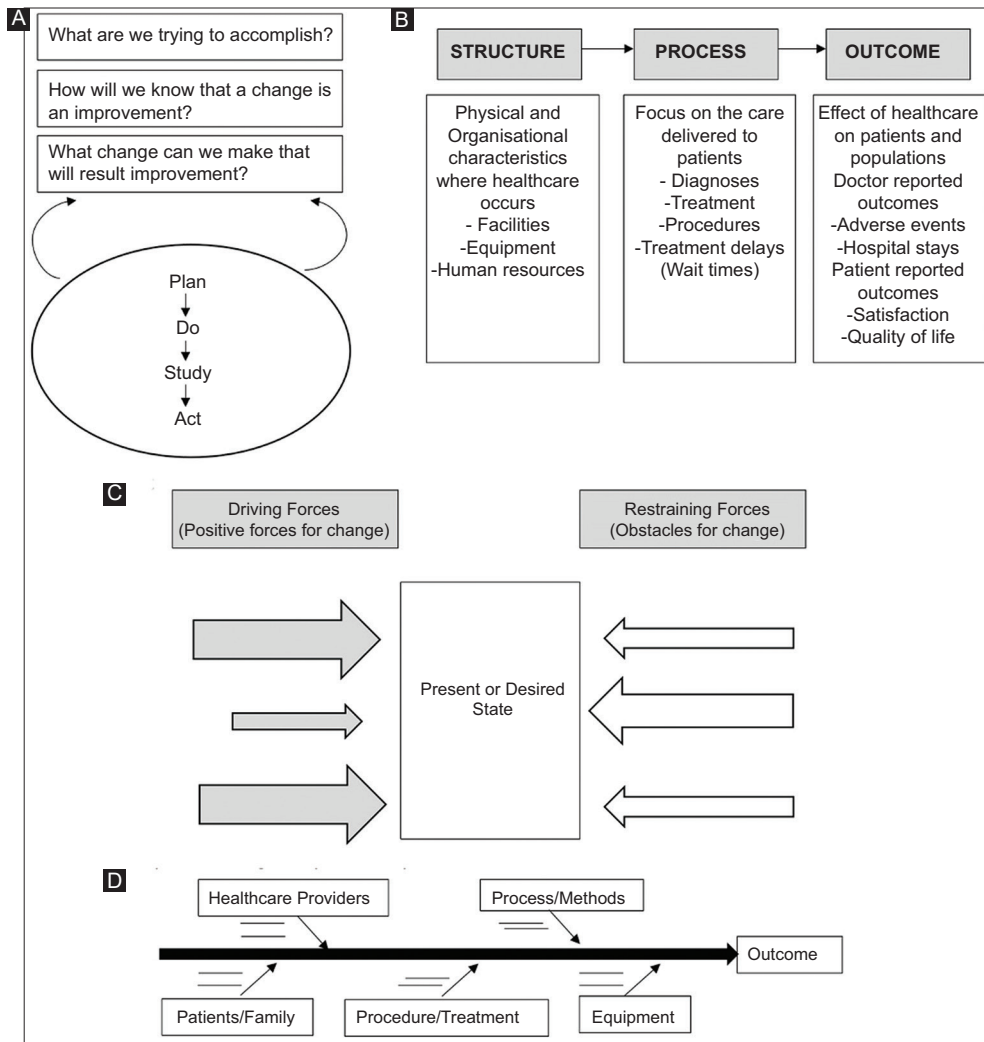 A
What are we trying to accomplish?
How will we know that a change is
an improvement?
What change can we make that
will result improvement?
Plan
Do
Study
Act
B
STRUCTURE
PROCESS
OUTCOME
Physical and
Organisational
characteristics
where healthcare
occurs
- Facilities
-Equipment
-Human resources
Focus on the care
delivered to
patients
- Diagnoses
-Treatment
-Procedures
-Treatment delays
(Wait times)
Effect of healthcare
on patients and
populations
Doctor reported
outcomes
-Adverse events
-Hospital stays
Patient reported
outcomes
-Satisfaction
-Quality of life
C
Driving Forces
(Positive forces for change)
Restraining Forces
(Obstacles for change)
Present or Desired
State
D
Healthcare Providers
Process/Methods
Outcome
Patients/Family
Procedure/Treatment
Equipment